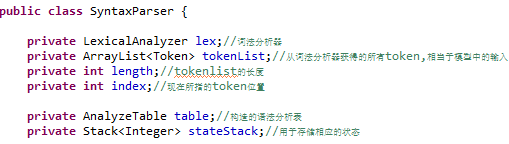 public class SyntaxParser {
private LexicalAnalyzer lex;//词法分析器
private ArrayList<Token> tokenList;//从词法分析器获得的所有token,相当于模型中的输入
private int length;//tokenlist的长度
private int index;//现在所指的token位置
private AnalyzeTable table;//构造的语法分析表
private Stack<Integer> stateStack;//用于存储相应的状态